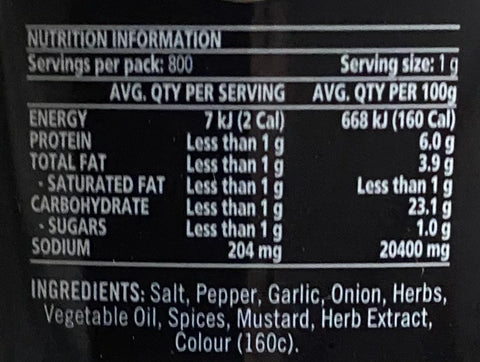 NUTRITION INFORMATION
Servings per pack: 800 Serving size: 1 g
AVG. QTY PER SERVING AVG. QTY PER 100g
ENERGY 7 kJ (2 Cal) 668 kJ (160 Cal)
PROTEIN Less than 1 g 6.0 g
TOTAL FAT Less than 1 g 3.9 g
- SATURATED FAT Less than 1 g Less than 1 g
CARBOHYDRATE Less than 1 g 23.1 g
- SUGARS Less than 1 g 1.0 g
SODIUM 204 mg 20400 mg
INGREDIENTS: Salt, Pepper, Garlic, Onion, Herbs,
Vegetable Oil, Spices, Mustard, Herb Extract,
Colour (160c).